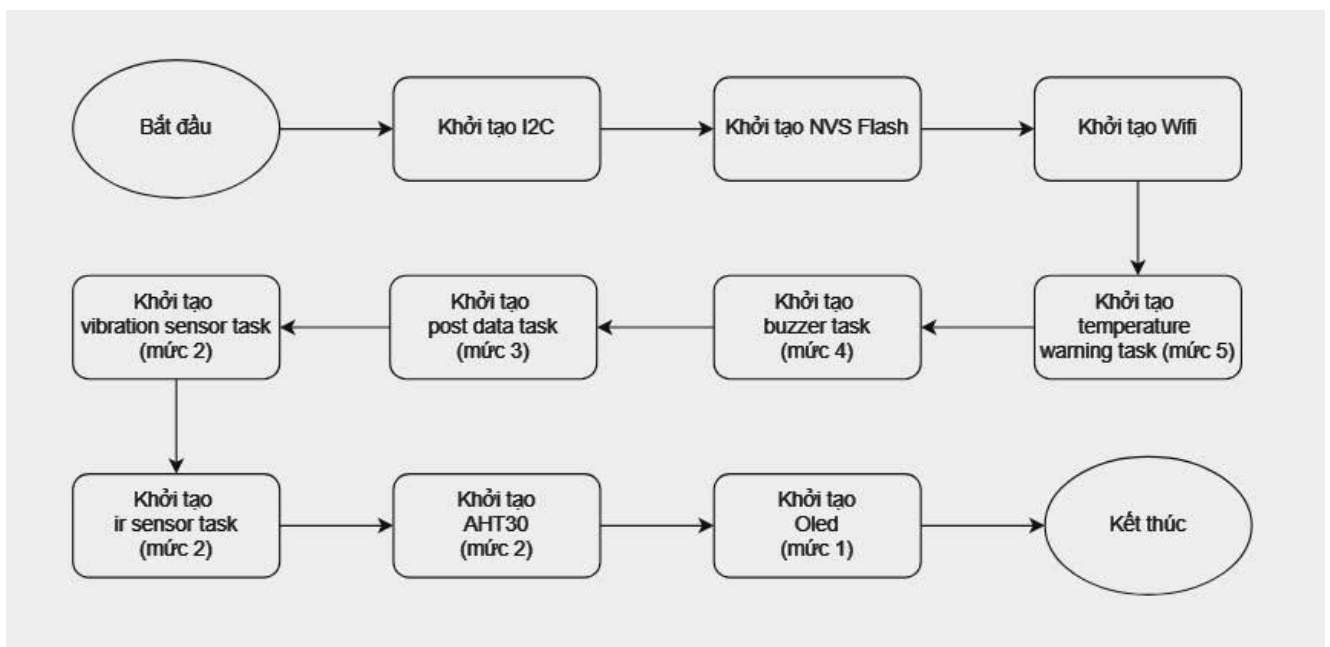 Bắt đầu
Khởi tạo I2C
Khởi tạo NVS Flash
Khởi tạo Wifi
Khởi tạo
temperature
warning task (mức 5)
Khởi tạo
buzzer task
(mức 4)
Khởi tạo
post data task
(mức 3)
Khởi tạo
vibration sensor task
(mức 2)
Khởi tạo
ir sensor task
(mức 2)
Khởi tạo
AHT30
(mức 2)
Khởi tạo
Oled
(mức 1)
Kết thúc